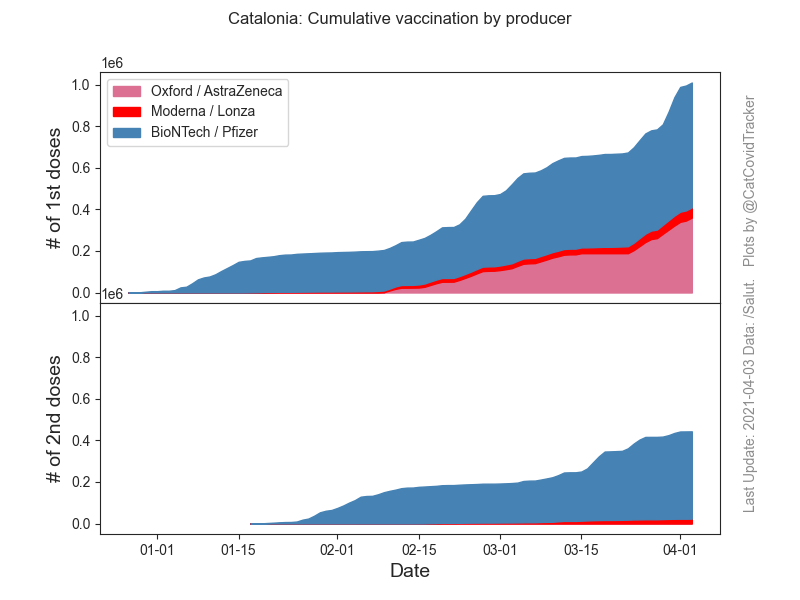 Catalonia: Cumulative vaccination by producer
1e6
Oxford / AstraZeneca
Moderna / Lonza
BioNTech / Pfizer
# of 1st doses
1.0
0.8
0.6
0.4
0.2
0.0
1e6
# of 2nd doses
1.0
0.8
0.6
0.4
0.2
0.0
01-01 01-15 02-01 02-15 03-01 03-15 04-01
Date
Last Update: 2021-04-03 Data: /Salut. Plots by @CatCovidTracker